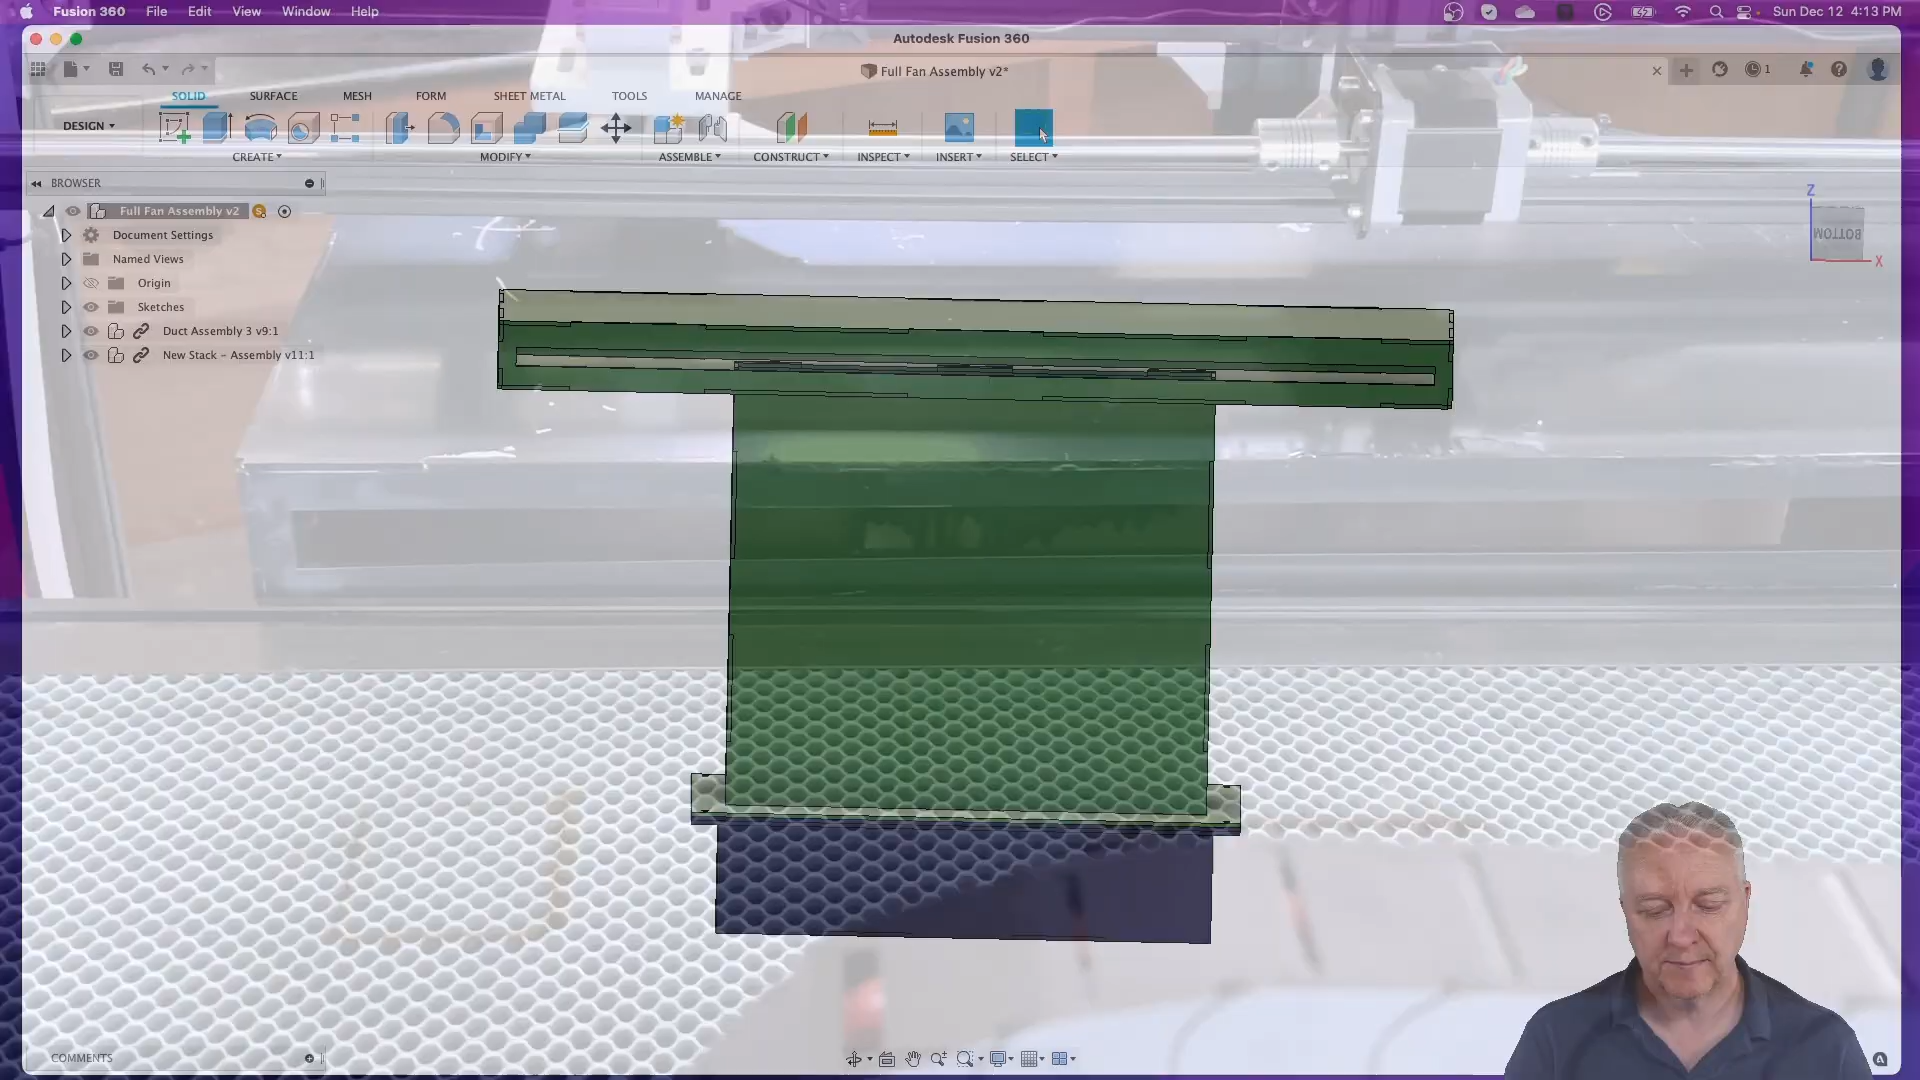 Fusion 360 File Edit View Window Help Sun Dec 12 4:13 PM
Autodesk Fusion 360
Full Fan Assembly v2* 1
SOLID SURFACE MESH FORM SHEET METAL TOOLS MANAGE
DESIGN
CREATE MODIFY ASSEMBLE CONSTRUCT INSPECT INSERT SELECT
BROWSER
Full Fan Assembly v2
Document Settings
Named Views
Origin
Sketches
Duct Assembly 3 v9:1
New Stack - Assembly v11:1
Z
BOTTOM
X
COMMENTS